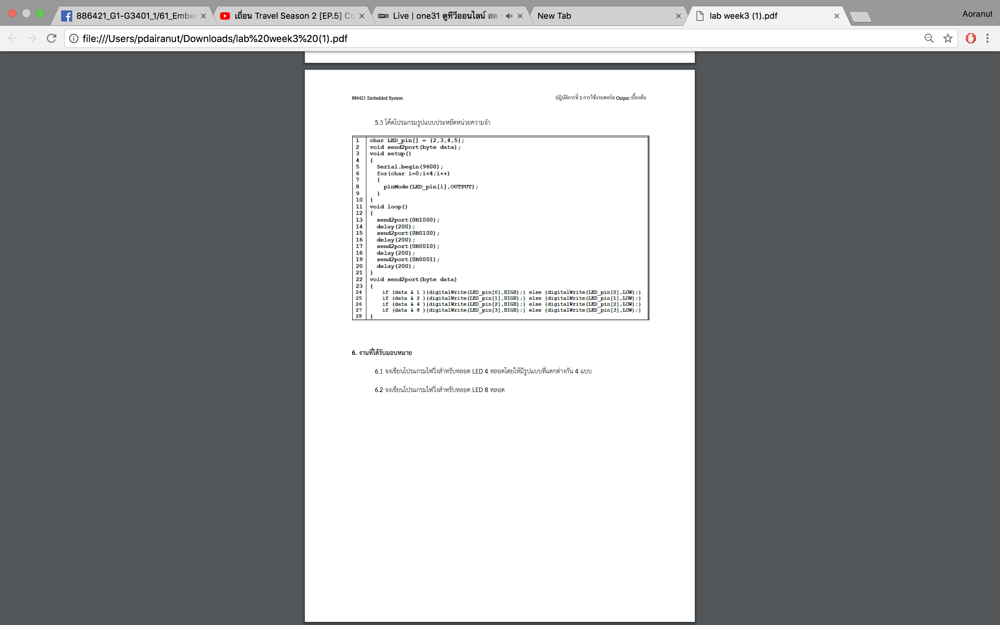 886421_G1-G3401_1/61_Embe
เถื่อน Travel Season 2 [EP.5] Co
Live | one31 ดูทีวีออนไลน์ สด
New Tab
lab week3 (1).pdf
Aoranut
file:///Users/pdairanut/Downloads/lab%20week3%20(1).pdf
886421 Embedded System
ปฏิบัติการที่ 3 การใช้งานพอร์ต Output เบื้องต้น
5.3 โค้ดโปรแกรมรูปแบบประหยัดหน่วยความจำ
1 char LED_pin[] = {2,3,4,5};
2 void send2port(byte data);
3 void setup()
4 {
5 Serial.begin(9600);
6 for(char i=0;i<4;i++)
7 {
8 pinMode(LED_pin[i],OUTPUT);
9 }
10 }
11 void loop()
12 {
13 send2port(0B1000);
14 delay(200);
15 send2port(0B0100);
16 delay(200);
17 send2port(0B0010);
18 delay(200);
19 send2port(0B0001);
20 delay(200);
21 }
22 void send2port(byte data)
23 {
24 if (data & 1 ){digitalWrite(LED_pin[0],HIGH);} else {digitalWrite(LED_pin[0],LOW);}
25 if (data & 2 ){digitalWrite(LED_pin[1],HIGH);} else {digitalWrite(LED_pin[1],LOW);}
26 if (data & 4 ){digitalWrite(LED_pin[2],HIGH);} else {digitalWrite(LED_pin[2],LOW);}
27 if (data & 8 ){digitalWrite(LED_pin[3],HIGH);} else {digitalWrite(LED_pin[3],LOW);}
28 }
6. งานที่ได้รับมอบหมาย
6.1 จงเขียนโปรแกรมไฟวิ่งสำหรับหลอด LED 4 หลอดโดยให้มีรูปแบบที่แตกต่างกัน 4 แบบ
6.2 จงเขียนโปรแกรมไฟวิ่งสำหรับหลอด LED 8 หลอด